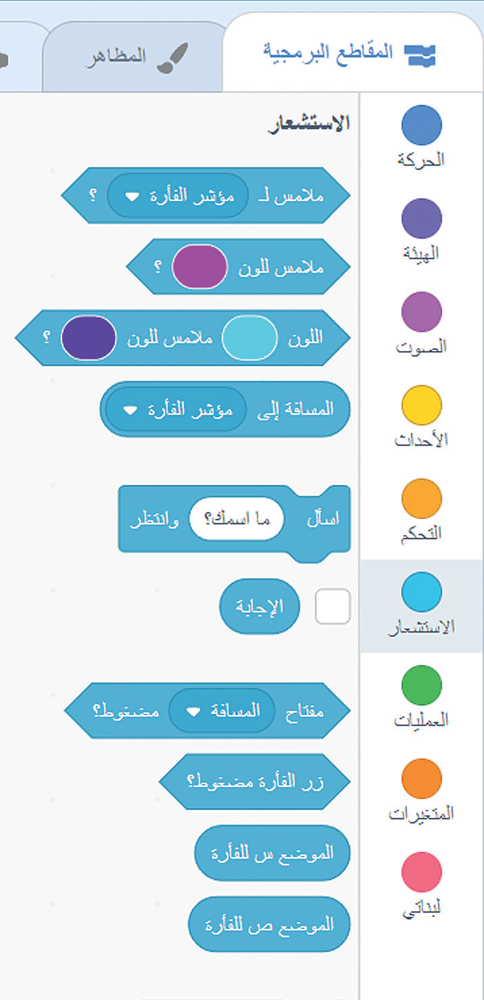 المقاطع البرمجية
المظاهر
الحركة
الهيئة
الصوت
الأحداث
التحكم
الاستشعار
العمليات
المتغيرات
لبناتي
الاستشعار
ملامس لـ مؤشر الفأرة ؟
ملامس للون ؟
اللون ملامس للون ؟
المسافة إلى مؤشر الفأرة
اسأل ما اسمك؟ وانتظر
الإجابة
مفتاح المسافة مضغوط؟
زر الفأرة مضغوط؟
الموضع س للفأرة
الموضع ص للفأرة